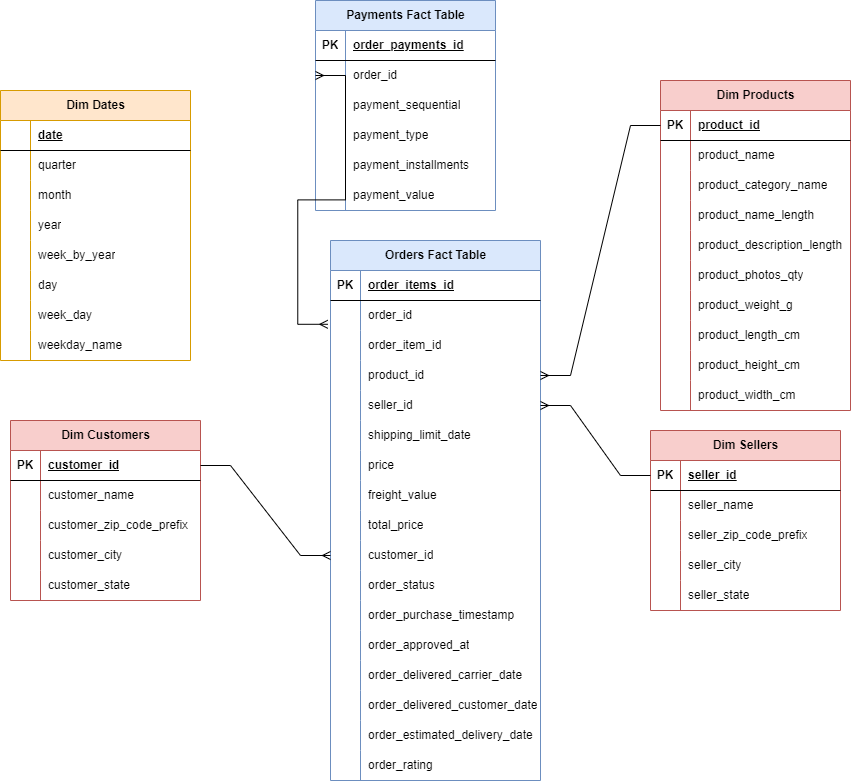 Payments Fact Table
PK order_payments_id
order_id
payment_sequential
payment_type
payment_installments
payment_value
Dim Dates
date
quarter
month
year
week_by_year
day
week_day
weekday_name
Dim Products
PK product_id
product_name
product_category_name
product_name_length
product_description_length
product_photos_qty
product_weight_g
product_length_cm
product_height_cm
product_width_cm
Orders Fact Table
PK order_items_id
order_id
order_item_id
product_id
seller_id
shipping_limit_date
price
freight_value
total_price
customer_id
order_status
order_purchase_timestamp
order_approved_at
order_delivered_carrier_date
order_delivered_customer_date
order_estimated_delivery_date
order_rating
Dim Customers
PK customer_id
customer_name
customer_zip_code_prefix
customer_city
customer_state
Dim Sellers
PK seller_id
seller_name
seller_zip_code_prefix
seller_city
seller_state